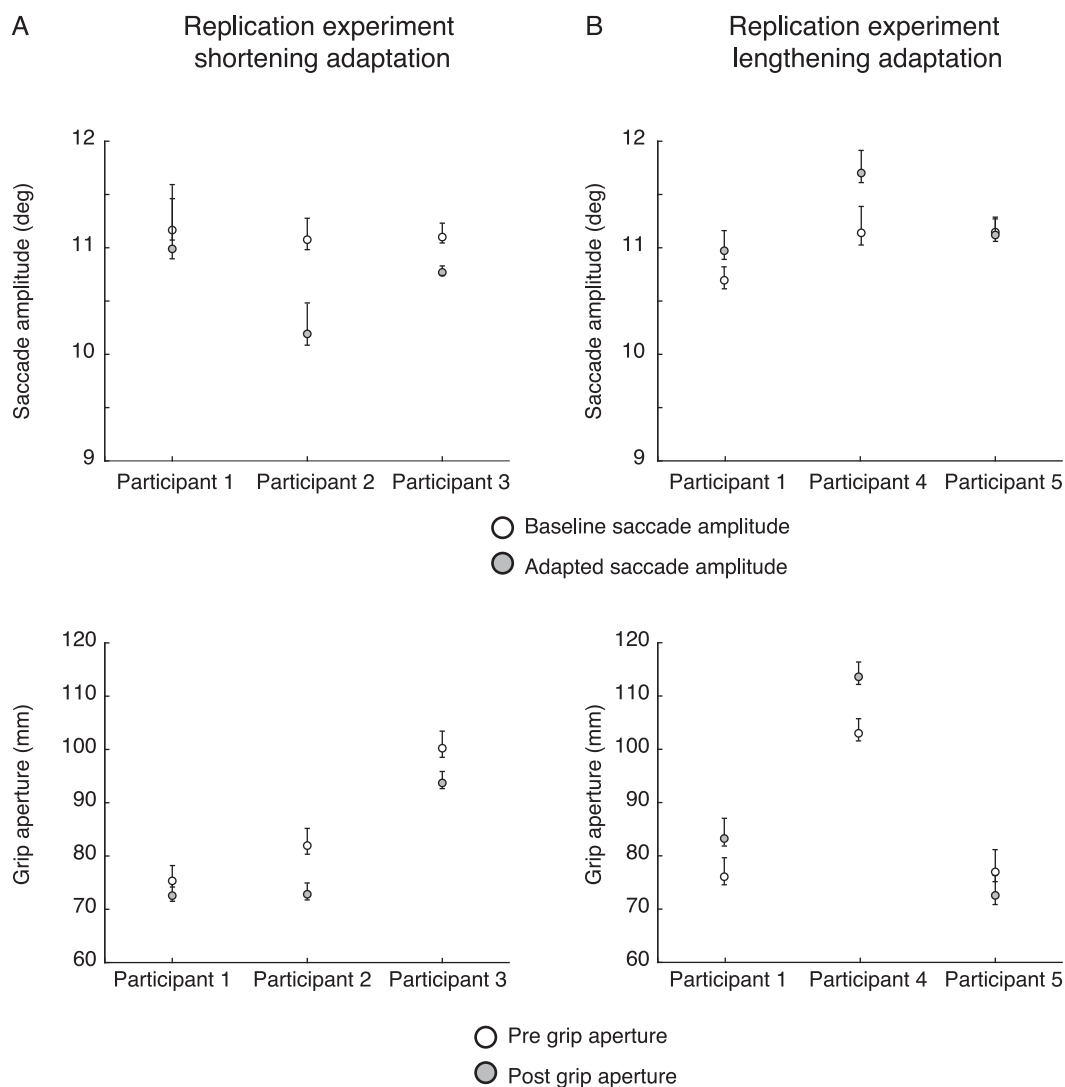 A
Replication experiment
shortening adaptation
B
Replication experiment
lengthening adaptation
Saccade amplitude (deg)
12
11
10
9
Participant 1
Participant 2
Participant 3
Saccade amplitude (deg)
12
11
10
9
Participant 1
Participant 4
Participant 5
Baseline saccade amplitude
Adapted saccade amplitude
Grip aperture (mm)
120
110
100
90
80
70
60
Participant 1
Participant 2
Participant 3
Grip aperture (mm)
120
110
100
90
80
70
60
Participant 1
Participant 4
Participant 5
Pre grip aperture
Post grip aperture